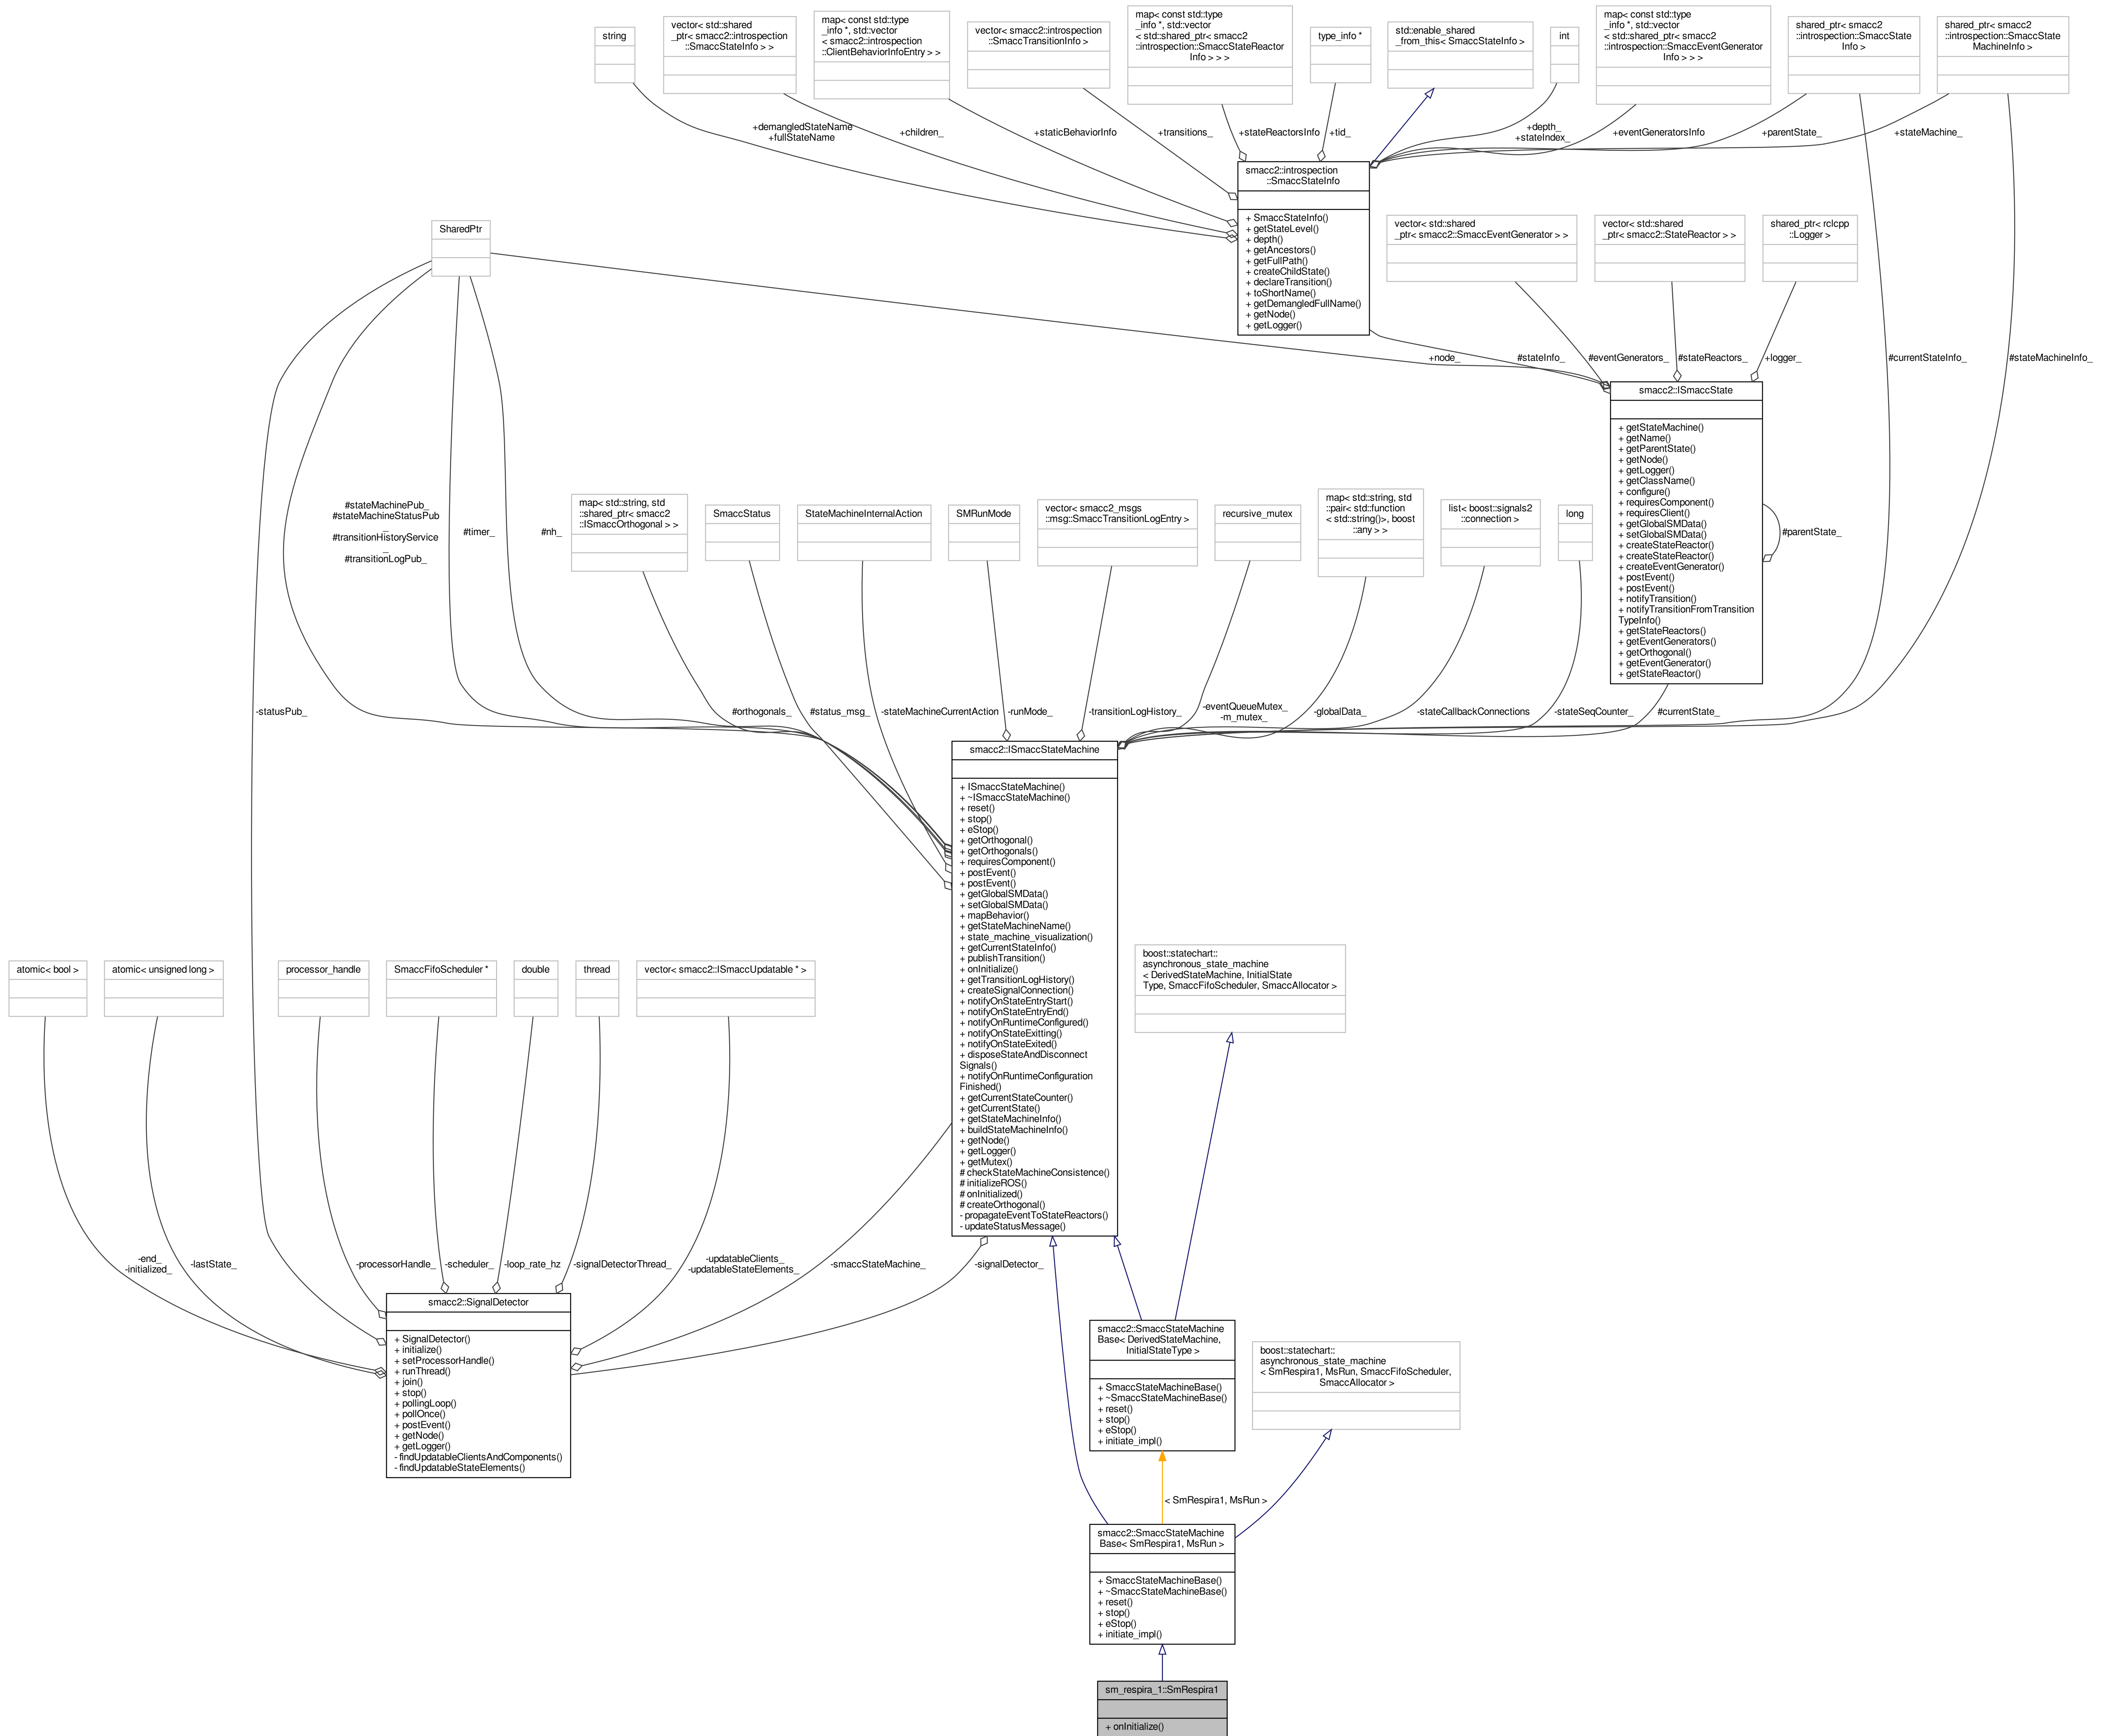 string
vector< std::shared
_ptr< smacc2::introspection
::SmaccStateInfo > >
map< const std::type
_info *, std::vector
< smacc2::introspection
::ClientBehaviorInfoEntry > >
vector< smacc2::introspection
::SmaccTransitionInfo >
map< const std::type
_info *, std::vector
< std::shared_ptr< smacc2
::introspection::SmaccStateReactor
Info > > >
type_info *
std::enable_shared
_from_this< SmaccStateInfo >
int
map< const std::type
_info *, std::vector
< std::shared_ptr< smacc2
::introspection::SmaccEventGenerator
Info > > >
shared_ptr< smacc2
::introspection::SmaccState
Info >
shared_ptr< smacc2
::introspection::SmaccState
MachineInfo >
+demangledStateName
+fullStateName
+children_
+staticBehaviorInfo
+transitions_
+stateReactorsInfo
+tid_
+depth_
+stateIndex_
+eventGeneratorsInfo
+parentState_
+stateMachine_
smacc2::introspection
::SmaccStateInfo
+ SmaccStateInfo()
+ getStateLevel()
+ depth()
+ getAncestors()
+ getFullPath()
+ createChildState()
+ declareTransition()
+ toShortName()
+ getDemangledFullName()
+ getNode()
+ getLogger()
SharedPtr
vector< std::shared
_ptr< smacc2::SmaccEventGenerator > >
vector< std::shared
_ptr< smacc2::StateReactor > >
shared_ptr< rclcpp
::Logger >
+node_
#stateInfo_
#eventGenerators_
#stateReactors_
+logger_
#currentStateInfo_
#stateMachineInfo_
smacc2::ISmaccState
+ getStateMachine()
+ getName()
+ getParentState()
+ getNode()
+ getLogger()
+ getClassName()
+ configure()
+ requiresComponent()
+ requiresClient()
+ getGlobalSMData()
+ setGlobalSMData()
+ createStateReactor()
+ createStateReactor()
+ createEventGenerator()
+ postEvent()
+ postEvent()
+ notifyTransition()
+ notifyTransitionFromTransition
TypeInfo()
+ getStateReactors()
+ getEventGenerators()
+ getOrthogonal()
+ getEventGenerator()
+ getStateReactor()
#parentState_
#stateMachinePub_
#stateMachineStatusPub
_
#transitionHistoryService
_
#transitionLogPub_
#timer_
#nh_
map< std::string, std
::shared_ptr< smacc2
::ISmaccOrthogonal > >
SmaccStatus
StateMachineInternalAction
SMRunMode
vector< smacc2_msgs
::msg::SmaccTransitionLogEntry >
recursive_mutex
map< std::string, std
::pair< std::function
< std::string()>, boost
::any > >
list< boost::signals2
::connection >
long
-statusPub_
#orthogonals_
#status_msg_
-stateMachineCurrentAction
-runMode_
-transitionLogHistory_
-eventQueueMutex_
-m_mutex_
-globalData_
-stateCallbackConnections
-stateSeqCounter_
#currentState_
smacc2::ISmaccStateMachine
+ ISmaccStateMachine()
+ ~ISmaccStateMachine()
+ reset()
+ stop()
+ eStop()
+ getOrthogonal()
+ getOrthogonals()
+ requiresComponent()
+ postEvent()
+ postEvent()
+ getGlobalSMData()
+ setGlobalSMData()
+ mapBehavior()
+ getStateMachineName()
+ state_machine_visualization()
+ getCurrentStateInfo()
+ publishTransition()
+ onInitialize()
+ getTransitionLogHistory()
+ createSignalConnection()
+ notifyOnStateEntryStart()
+ notifyOnStateEntryEnd()
+ notifyOnRuntimeConfigured()
+ notifyOnStateExitting()
+ notifyOnStateExited()
+ disposeStateAndDisconnect
Signals()
+ notifyOnRuntimeConfiguration
Finished()
+ getCurrentStateCounter()
+ getCurrentState()
+ getStateMachineInfo()
+ buildStateMachineInfo()
+ getNode()
+ getLogger()
+ getMutex()
# checkStateMachineConsistence()
# initializeROS()
# onInitialized()
# createOrthogonal()
- propagateEventToStateReactors()
- updateStatusMessage()
atomic< bool >
atomic< unsigned long >
processor_handle
SmaccFifoScheduler *
double
thread
vector< smacc2::ISmaccUpdatable * >
boost::statechart::
asynchronous_state_machine
< DerivedStateMachine, InitialState
Type, SmaccFifoScheduler, SmaccAllocator >
-end_
-initialized_
-lastState_
-processorHandle_
-scheduler_
-loop_rate_hz
-signalDetectorThread_
-updatableClients_
-updatableStateElements_
-smaccStateMachine_
-signalDetector_
smacc2::SignalDetector
+ SignalDetector()
+ initialize()
+ setProcessorHandle()
+ runThread()
+ join()
+ stop()
+ pollingLoop()
+ pollOnce()
+ postEvent()
+ getNode()
+ getLogger()
- findUpdatableClientsAndComponents()
- findUpdatableStateElements()
smacc2::SmaccStateMachine
Base< DerivedStateMachine,
InitialStateType >
+ SmaccStateMachineBase()
+ ~SmaccStateMachineBase()
+ reset()
+ stop()
+ eStop()
+ initiate_impl()
boost::statechart::
asynchronous_state_machine
< SmRespira1, MsRun, SmaccFifoScheduler,
SmaccAllocator >
< SmRespira1, MsRun >
smacc2::SmaccStateMachine
Base< SmRespira1, MsRun >
+ SmaccStateMachineBase()
+ ~SmaccStateMachineBase()
+ reset()
+ stop()
+ eStop()
+ initiate_impl()
sm_respira_1::SmRespira1
+ onInitialize()